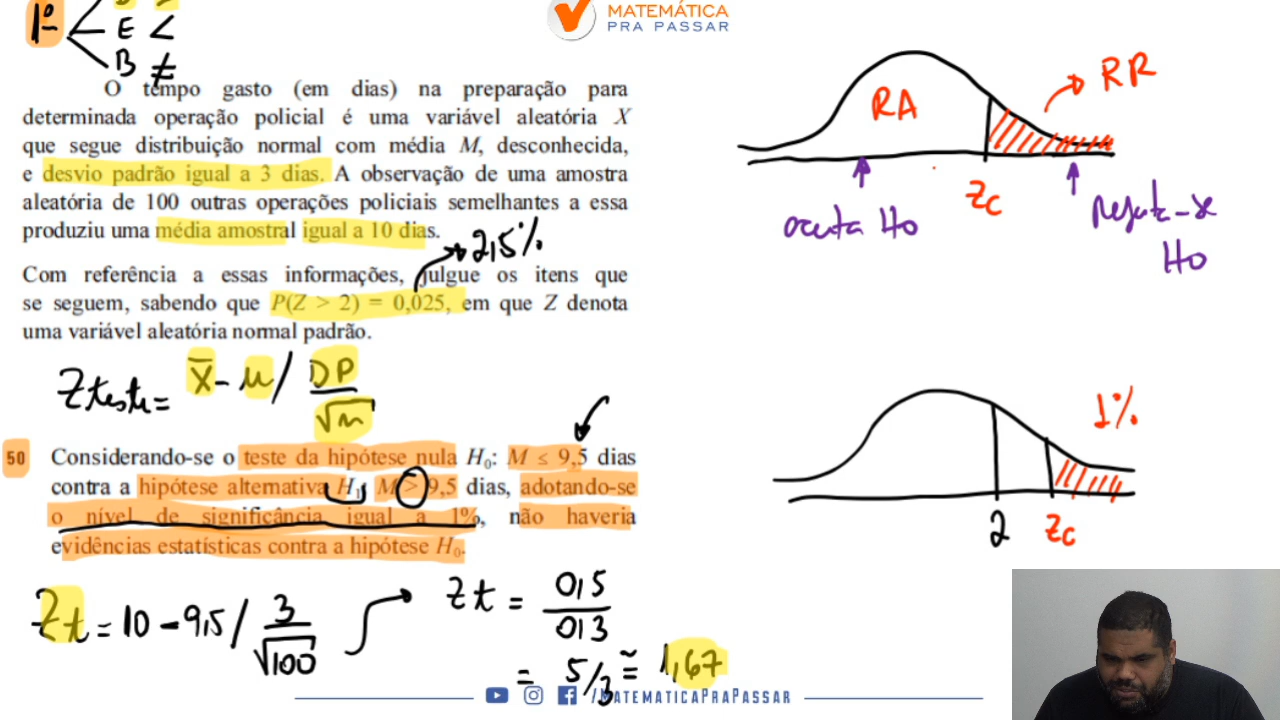 MATEMÁTICA
PRA PASSAR
1º
E <
B ≠
O tempo gasto (em dias) na preparação para
determinada operação policial é uma variável aleatória X
que segue distribuição normal com média M, desconhecida,
e desvio padrão igual a 3 dias. A observação de uma amostra
aleatória de 100 outras operações policiais semelhantes a essa
produziu uma média amostral igual a 10 dias.
2,5%
Com referência a essas informações, julgue os itens que
se seguem, sabendo que P(Z > 2) = 0,025, em que Z denota
uma variável aleatória normal padrão.
Zteste = X̄ - μ / DP
√n
50 Considerando-se o teste da hipótese nula H₀: M ≤ 9,5 dias
contra a hipótese alternativa H₁: M > 9,5 dias, adotando-se
o nível de significância igual a 1%, não haveria
evidências estatísticas contra a hipótese H₀.
Zt = 10 - 9,5 / 3
√100
Zt = 0,5
0,3
= 5/3 ≅ 1,67
/MATEMATICAPRAPASSAR
RA
RR
Zc
aceita Ho
rejeita-se
Ho
1%
2
Zc